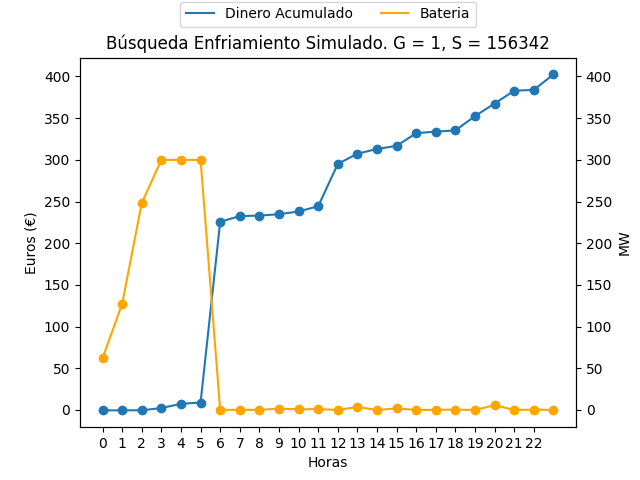 Dinero Acumulado Bateria
Búsqueda Enfriamiento Simulado. G = 1, S = 156342
400 400
350 350
300 300
250 250
200 200
150 150
100 100
50 50
0 0
Euros (€)
MW
0 1 2 3 4 5 6 7 8 9 10 11 12 13 14 15 16 17 18 19 20 21 22
Horas